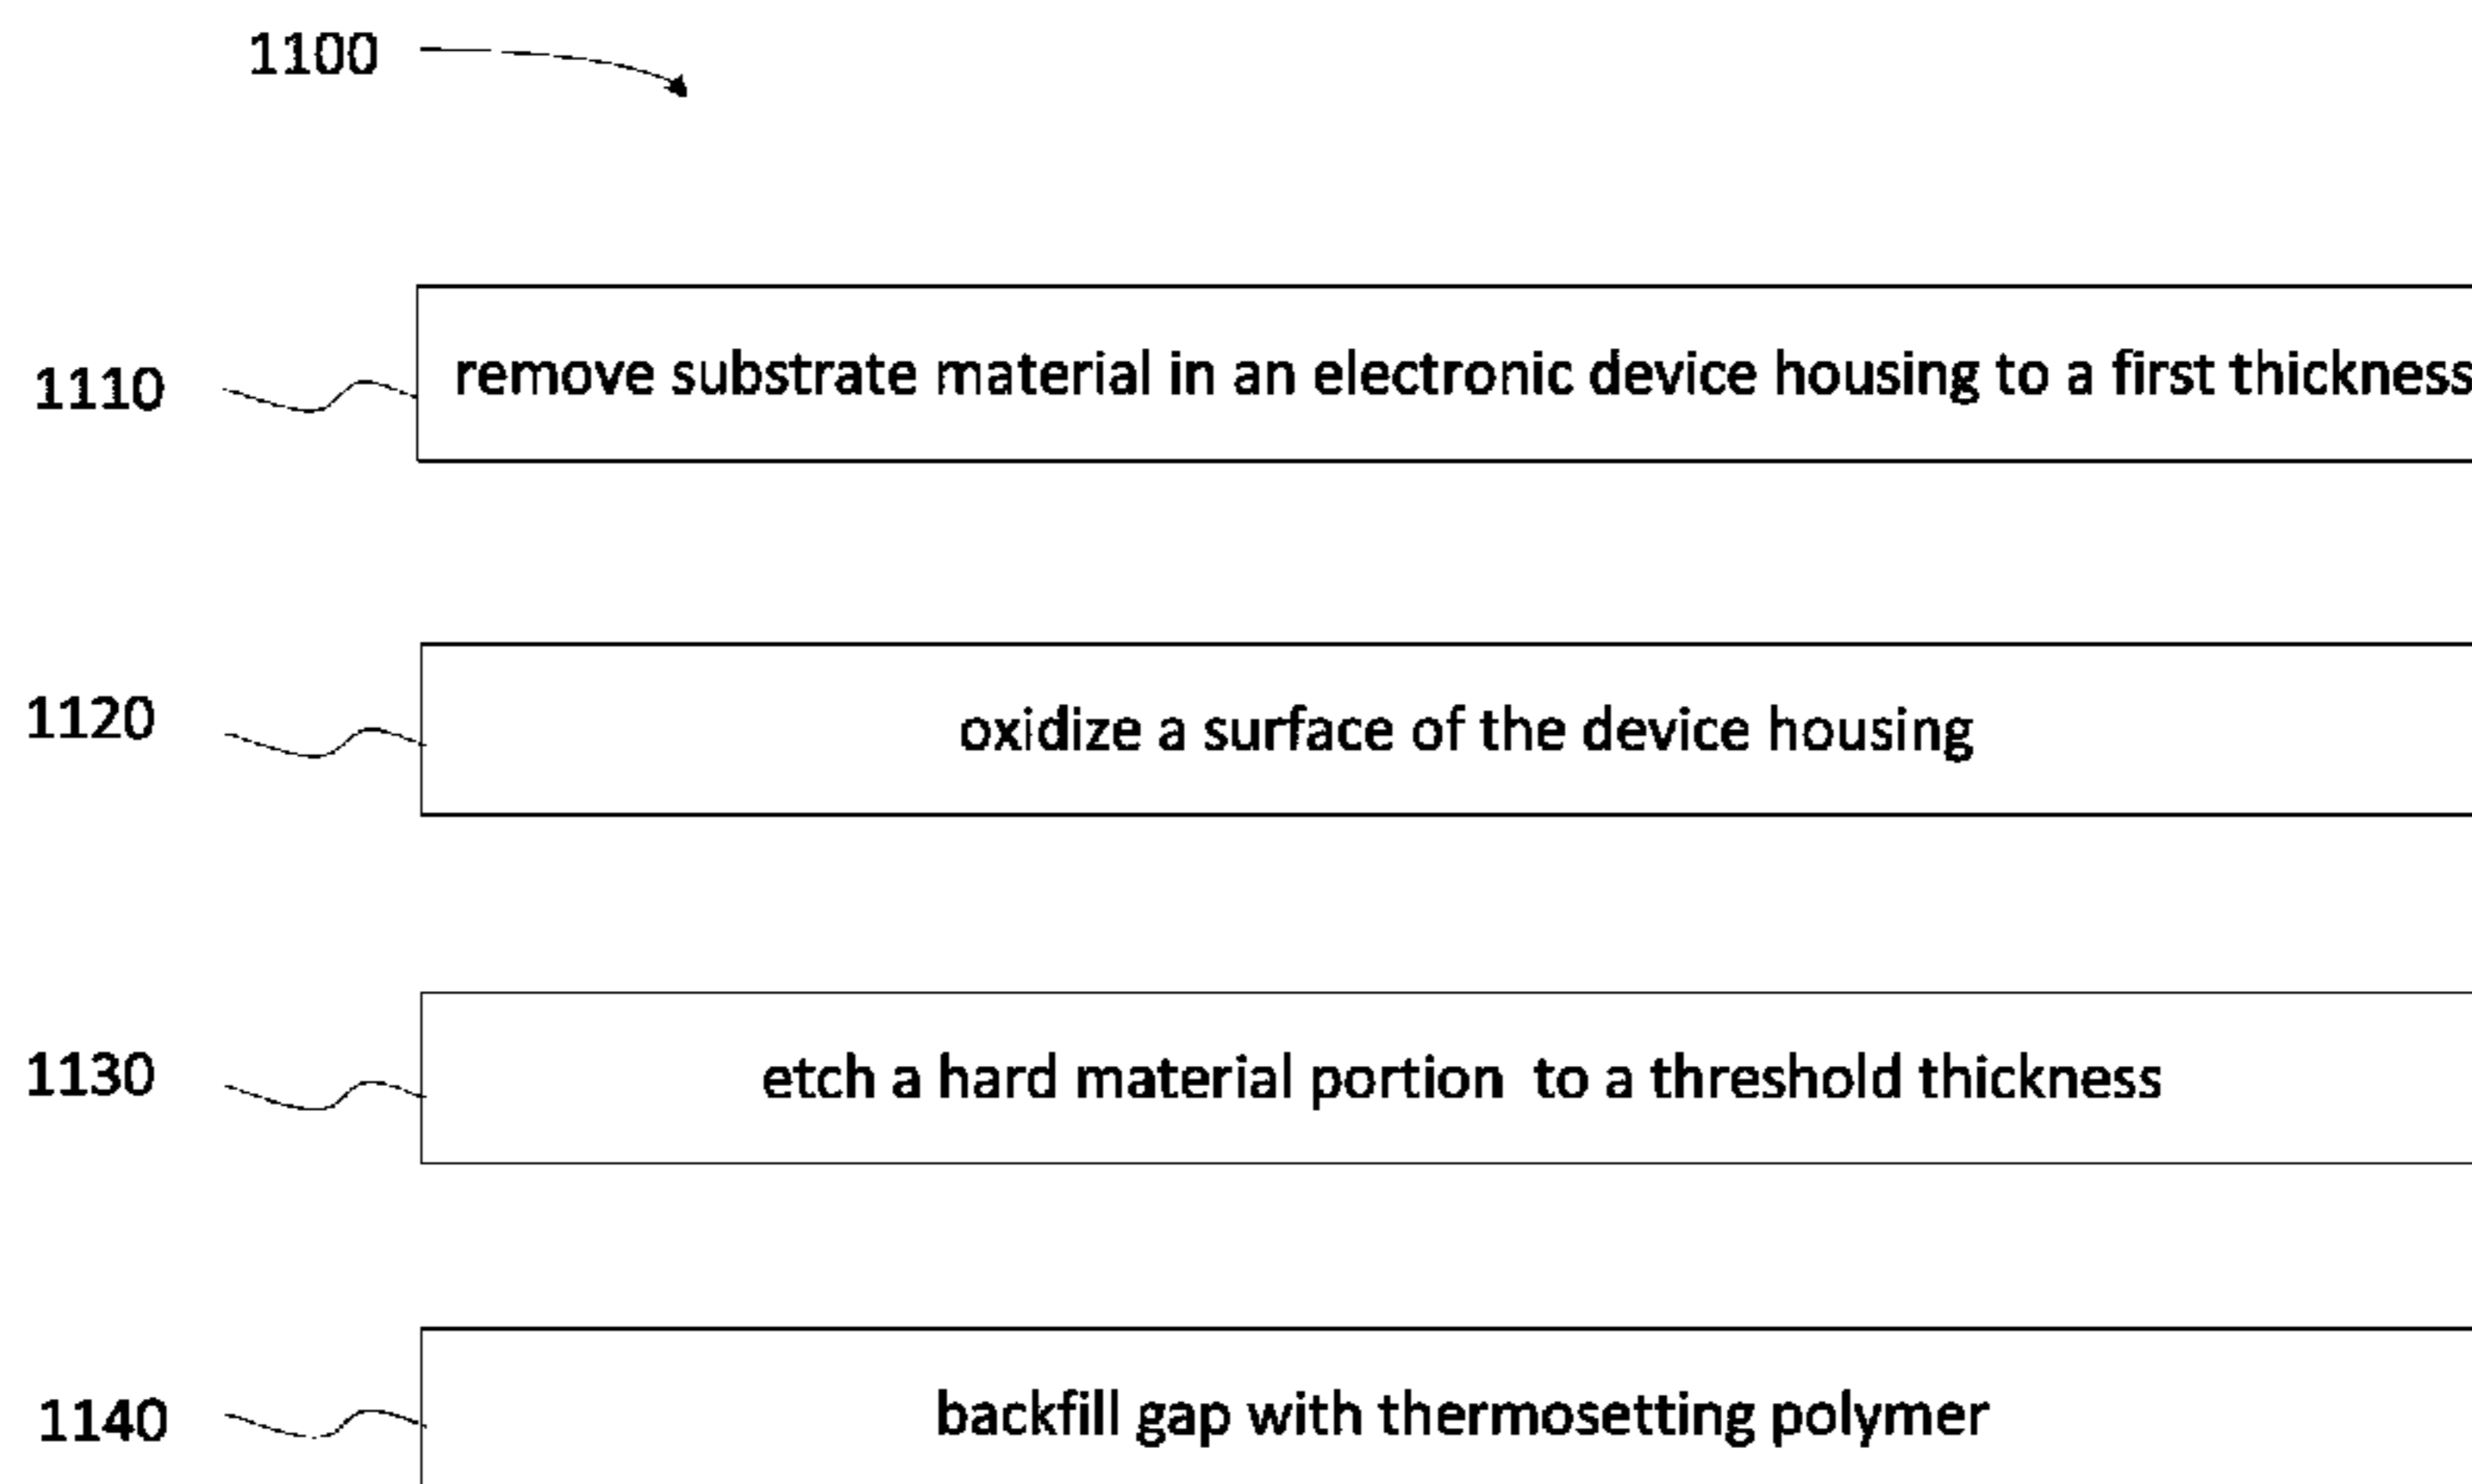 1100
1110 remove substrate material in an electronic device housing to a first thickness
1120 oxidize a surface of the device housing
1130 etch a hard material portion to a threshold thickness
1140 backfill gap with thermosetting polymer